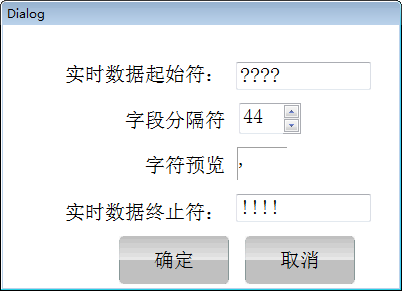 Dialog
实时数据起始符： ????
字段分隔符 44
字符预览 ,
实时数据终止符： !!!!
确定 取消